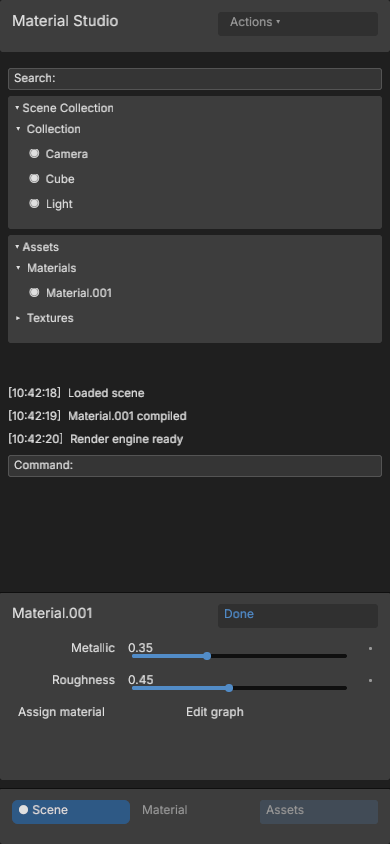 Material Studio
Actions
Search:
Scene Collection
Collection
Camera
Cube
Light
Assets
Materials
Material.001
Textures
[10:42:18] Loaded scene
[10:42:19] Material.001 compiled
[10:42:20] Render engine ready
Command:
Material.001
Done
Metallic 0.35
Roughness 0.45
Assign material Edit graph
Scene Material Assets